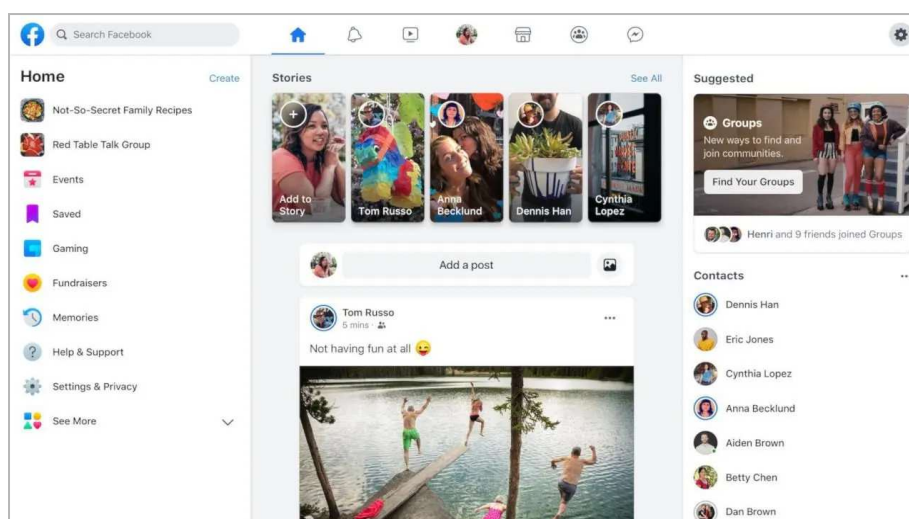 Search Facebook
Home
Create
Not-So-Secret Family Recipes
Red Table Talk Group
Events
Saved
Gaming
Fundraisers
Memories
Help & Support
Settings & Privacy
See More
Stories
See All
Add to
Story
Tom Russo
Anna
Becklund
Dennis Han
Cynthia
Lopez
Add a post
Tom Russo
5 mins ·
Not having fun at all 😜
Suggested
Groups
New ways to find and
join communities.
Find Your Groups
Henri and 9 friends joined Groups
Contacts
Dennis Han
Eric Jones
Cynthia Lopez
Anna Becklund
Aiden Brown
Betty Chen
Dan Brown